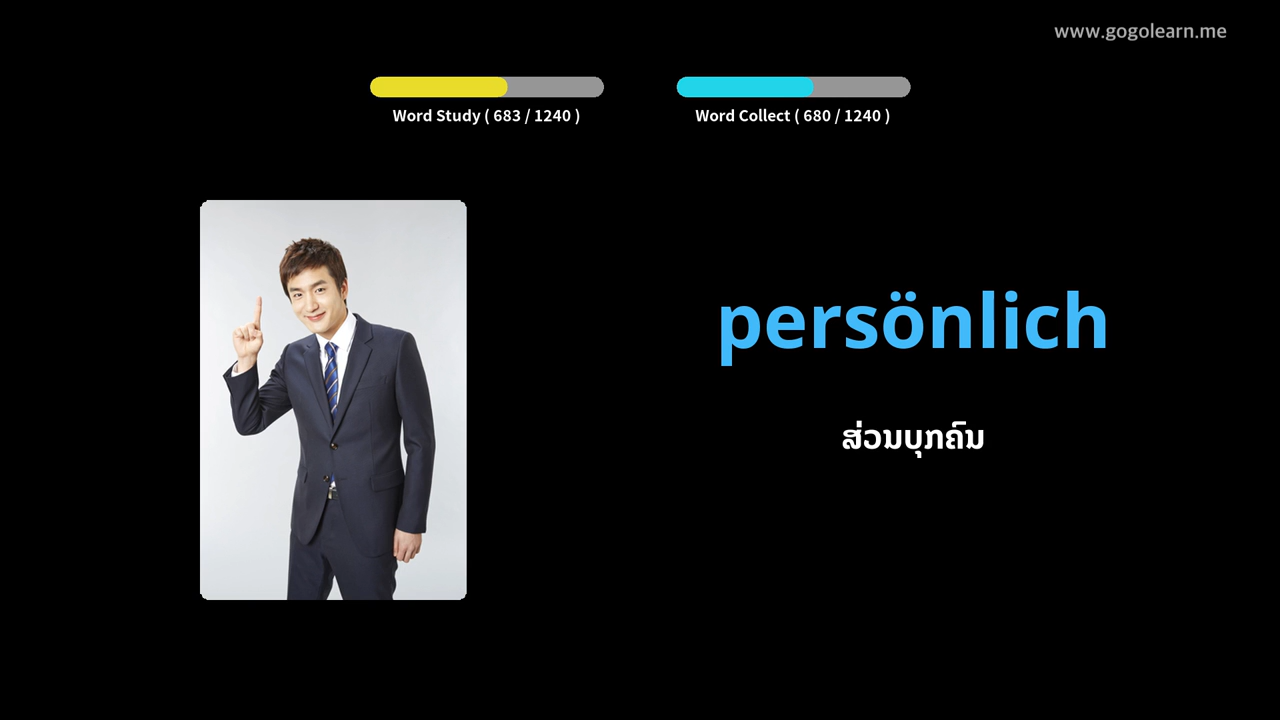 www.gogolearn.me
Word Study ( 683 / 1240 )
Word Collect ( 680 / 1240 )
persönlich
ສ່ວນບຸກຄົນ